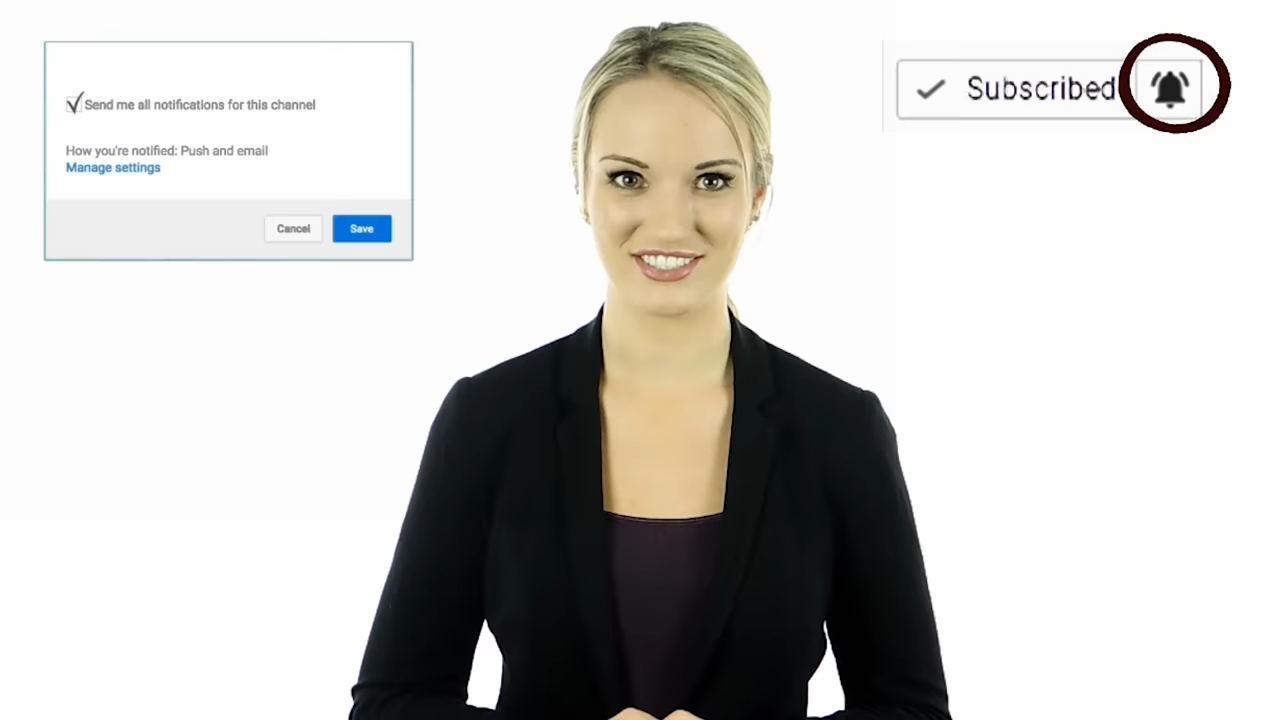 Send me all notifications for this channel
How you're notified: Push and email
Manage settings
Cancel
Save
Subscribed